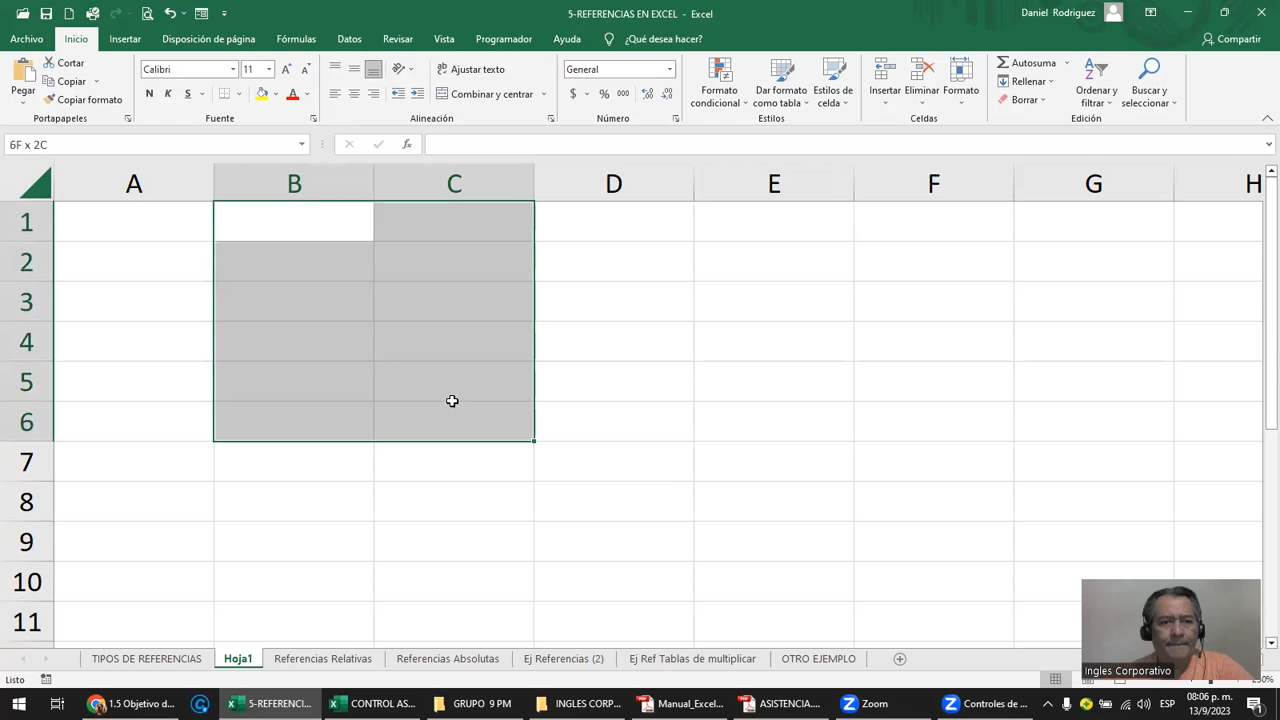 5-REFERENCIAS EN EXCEL - Excel
Daniel Rodriguez
Archivo Inicio Insertar Disposición de página Fórmulas Datos Revisar Vista Programador Ayuda ¿Qué desea hacer? Compartir
Pegar
Cortar
Copiar
Copiar formato
Portapapeles
Calibri 11
N K S
Fuente
Ajustar texto
Combinar y centrar
Alineación
General
$ % 000
Número
Formato condicional
Dar formato como tabla
Estilos de celda
Estilos
Insertar
Eliminar
Formato
Celdas
Autosuma
Rellenar
Borrar
Ordenar y filtrar
Buscar y seleccionar
Edición
6F x 2C
fx
A B C D E F G H
1
2
3
4
5
6
7
8
9
10
11
Ingles Corporativo
TIPOS DE REFERENCIAS Hoja1 Referencias Relativas Referencias Absolutas Ej Referencias (2) Ej Ref Tablas de multiplicar OTRO EJEMPLO
Listo
1.5 Objetivo d...
5-REFERENCI...
CONTROL AS...
GRUPO 9 PM
INGLES CORP...
Manual_Exce...
ASISTENCIA....
Zoom
Controles de ...
ESP
08:06 p. m.
13/9/2023